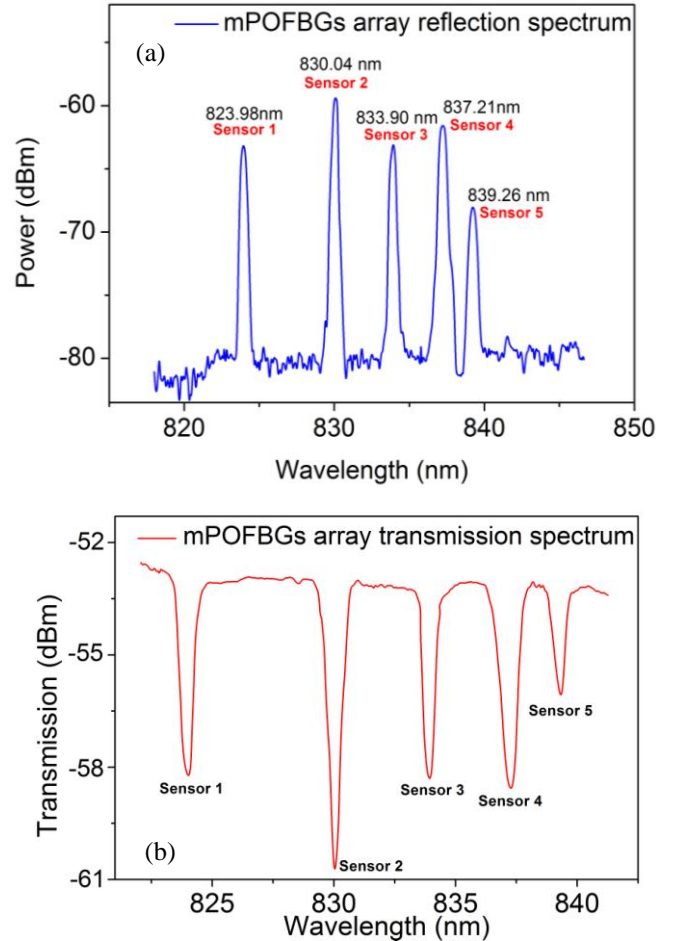 mPOFBGs array reflection spectrum
(a)
830.04 nm
Sensor 2
823.98nm
Sensor 1
833.90 nm
Sensor 3
837.21nm
Sensor 4
839.26 nm
Sensor 5
-60
-70
-80
Power (dBm)
820 830 840 850
Wavelength (nm)
mPOFBGs array transmission spectrum
-52
-55
-58
-61
Transmission (dBm)
Sensor 1
Sensor 2
Sensor 3
Sensor 4
Sensor 5
(b)
825 830 835 840
Wavelength (nm)